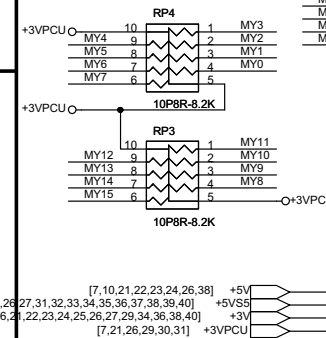 RP4
+3VPCU 10 1 MY3
MY4 9 2 MY2
MY5 8 3 MY1
MY6 7 4 MY0
MY7 6 5
+3VPCU 10P8R-8.2K
RP3
10 1 MY11
MY12 9 2 MY10
MY13 8 3 MY9
MY14 7 4 MY8
MY15 6 5 +3VPC
10P8R-8.2K
[7,10,21,22,23,24,26,38] +5V
,26,27,31,32,33,34,35,36,37,38,39,40] +5VS5
6,21,22,23,24,25,26,27,29,34,36,38,40] +3V
[7,21,26,29,30,31] +3VPCU